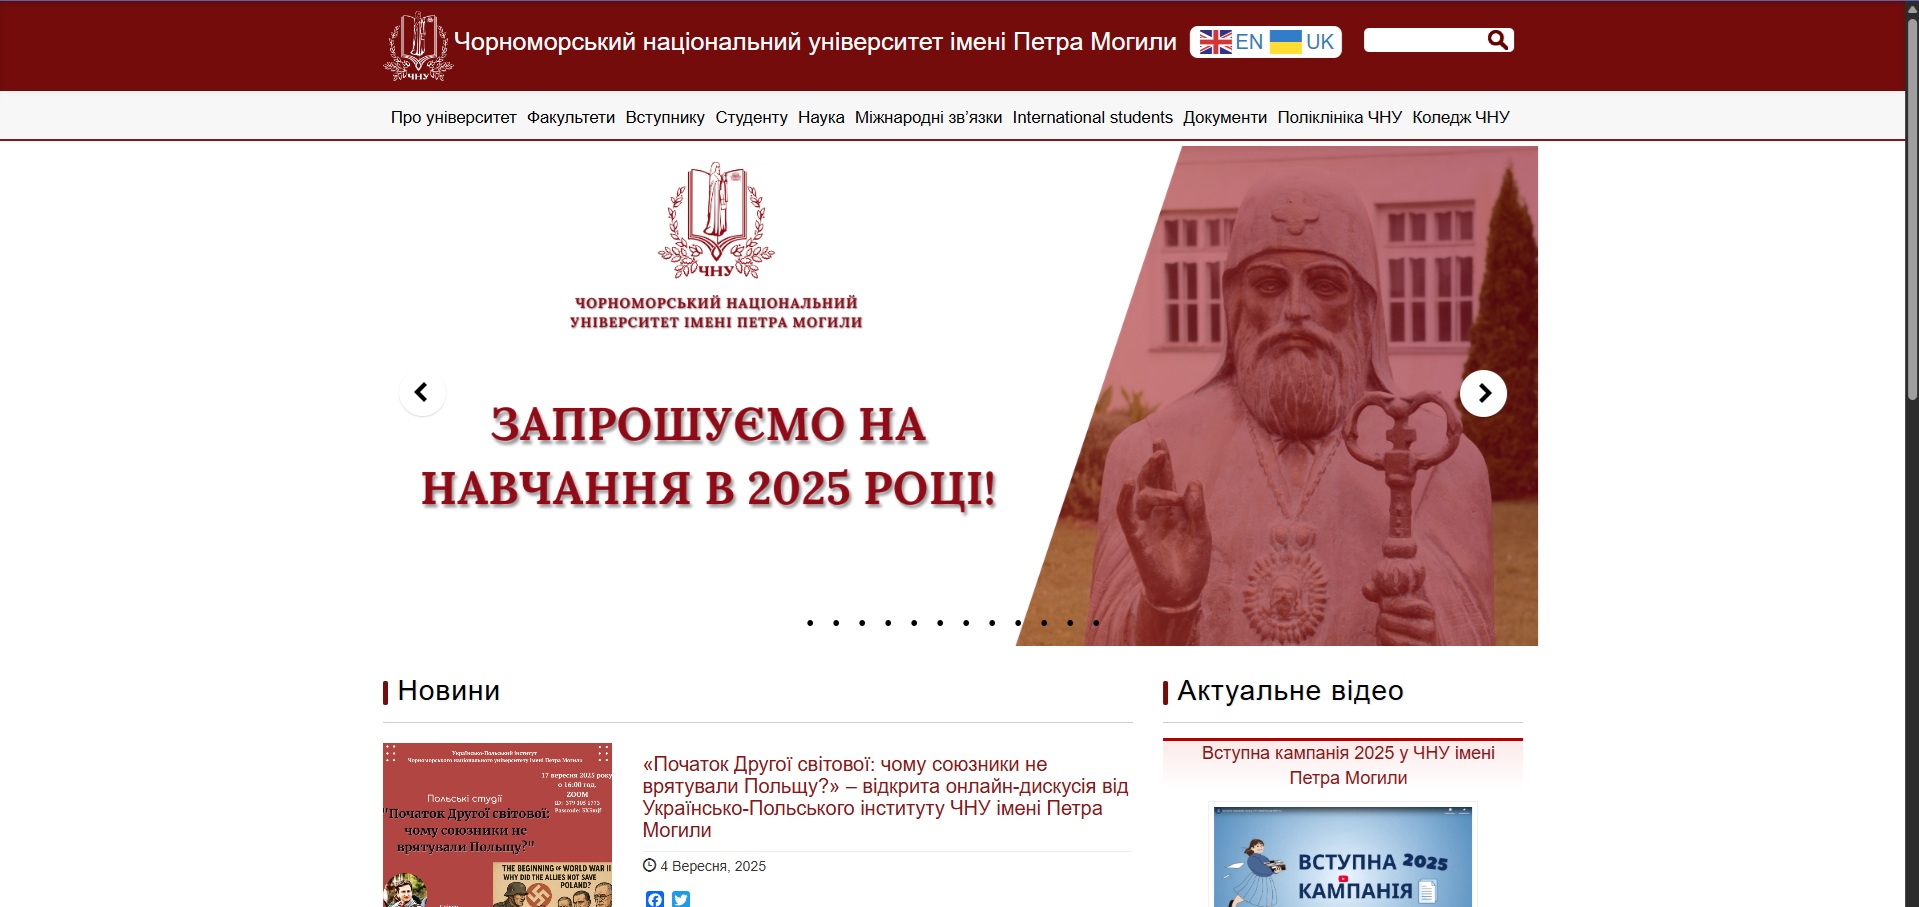 ЧНУ
Чорноморський національний університет імені Петра Могили
EN UK
Про університет Факультети Вступнику Студенту Наука Міжнародні зв’язки International students Документи Поліклініка ЧНУ Коледж ЧНУ
ЧНУ
ЧОРНОМОРСЬКИЙ НАЦІОНАЛЬНИЙ
УНІВЕРСИТЕТ ІМЕНІ ПЕТРА МОГИЛИ
ЗАПРОШУЄМО НА
НАВЧАННЯ В 2025 РОЦІ!
Новини
Українсько-Польський інститут
Чорноморського національного університету імені Петра Могили
17 вересня 2025 року
о 16:00 год.
ZOOM
Польські студії
"Початок Другої світової:
чому союзники не
врятували Польщу?"
THE BEGINNING OF WORLD WAR II
WHY DID THE ALLIES NOT SAVE
POLAND?
«Початок Другої світової: чому союзники не
врятували Польщу?» – відкрита онлайн-дискусія від
Українсько-Польського інституту ЧНУ імені Петра
Могили
4 Вересня, 2025
Актуальне відео
Вступна кампанія 2025 у ЧНУ імені
Петра Могили
ВСТУПНА 2025
КАМПАНІЯ